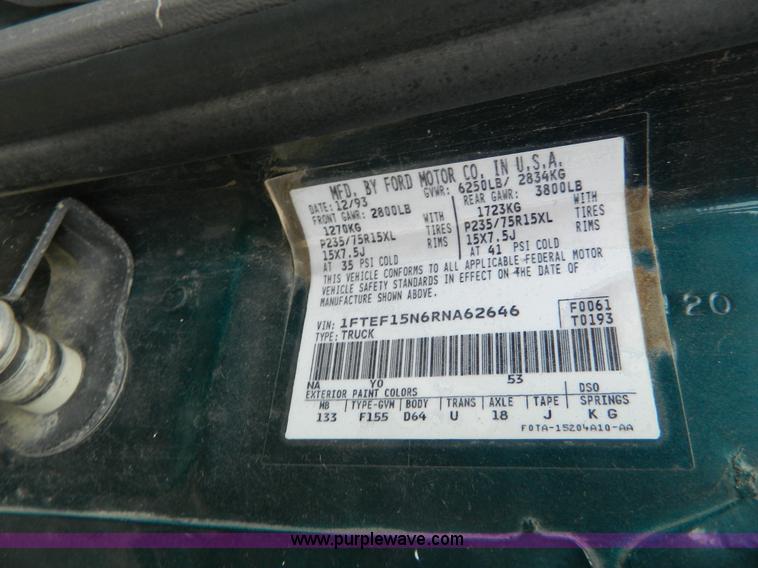 MFD. BY FORD MOTOR CO. IN U.S.A.
DATE: 12/93 GVWR: 6250LB/ 2834KG
FRONT GAWR: 2800LB REAR GAWR: 3800LB
1270KG WITH 1723KG WITH
P235/75R15XL TIRES P235/75R15XL TIRES
15X7.5J RIMS 15X7.5J RIMS
AT 35 PSI COLD AT 41 PSI COLD
THIS VEHICLE CONFORMS TO ALL APPLICABLE FEDERAL MOTOR
VEHICLE SAFETY STANDARDS IN EFFECT ON THE DATE OF
MANUFACTURE SHOWN ABOVE.
VIN: 1FTEF15N6RNA62646 F0061
TYPE: TRUCK T0193
NA YO 53
EXTERIOR PAINT COLORS DSO
WB TYPE-GVW BODY TRANS AXLE TAPE SPRINGS
133 F155 D64 U 18 J K G
F0TA-15204A10-AA
120
www.purplewave.com